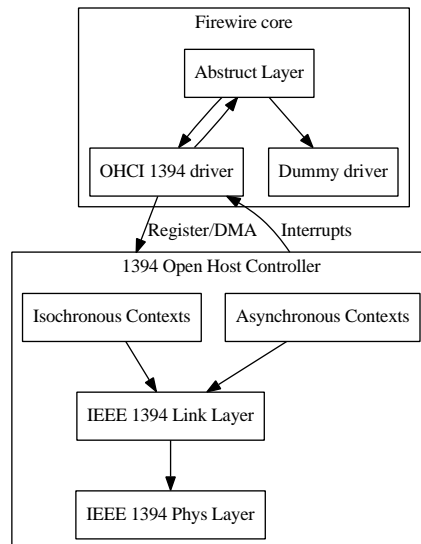 Firewire core
Abstruct Layer
OHCI 1394 driver
Dummy driver
Register/DMA
Interrupts
1394 Open Host Controller
Isochronous Contexts
Asynchronous Contexts
IEEE 1394 Link Layer
IEEE 1394 Phys Layer